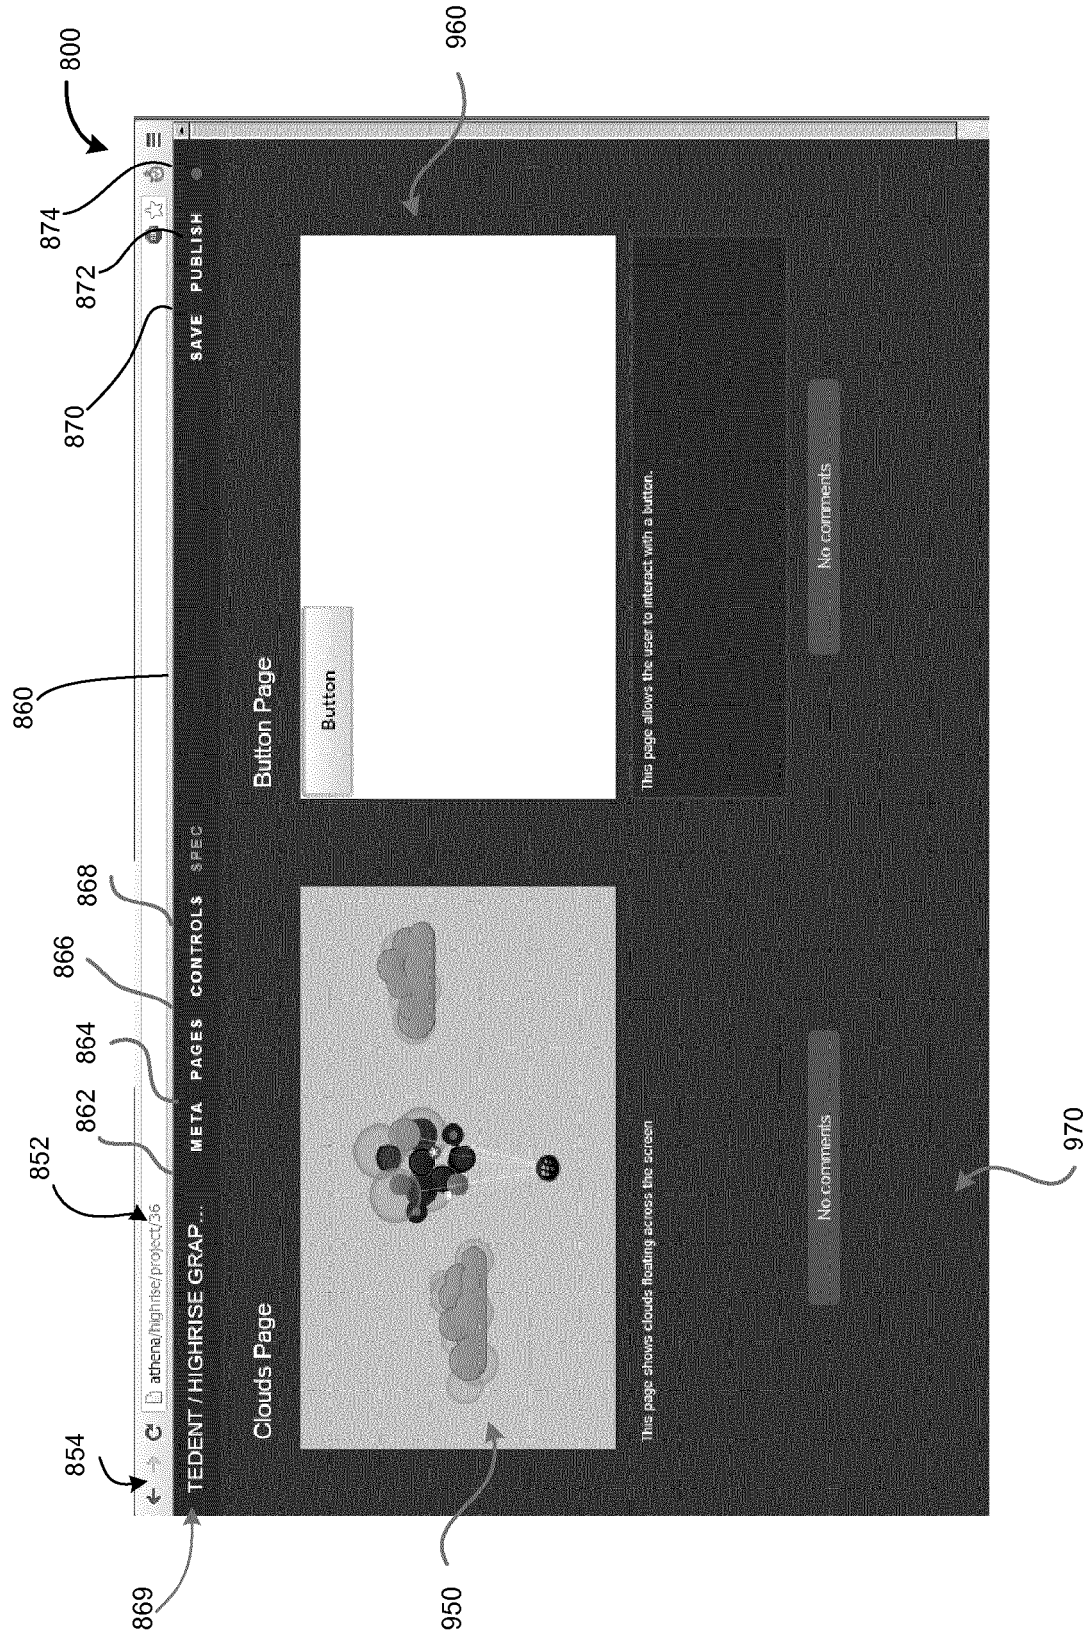 800
874
872
870
860
868
866
864
862
852
854
869
athena/highrise/project/36
TEDENT / HIGHRISE GRAP... META PAGES CONTROLS SPEC SAVE PUBLISH
Clouds Page
Button Page
Button
960
950
This page shows clouds floating across the screen
This page allows the user to interact with a button.
No comments
No comments
970